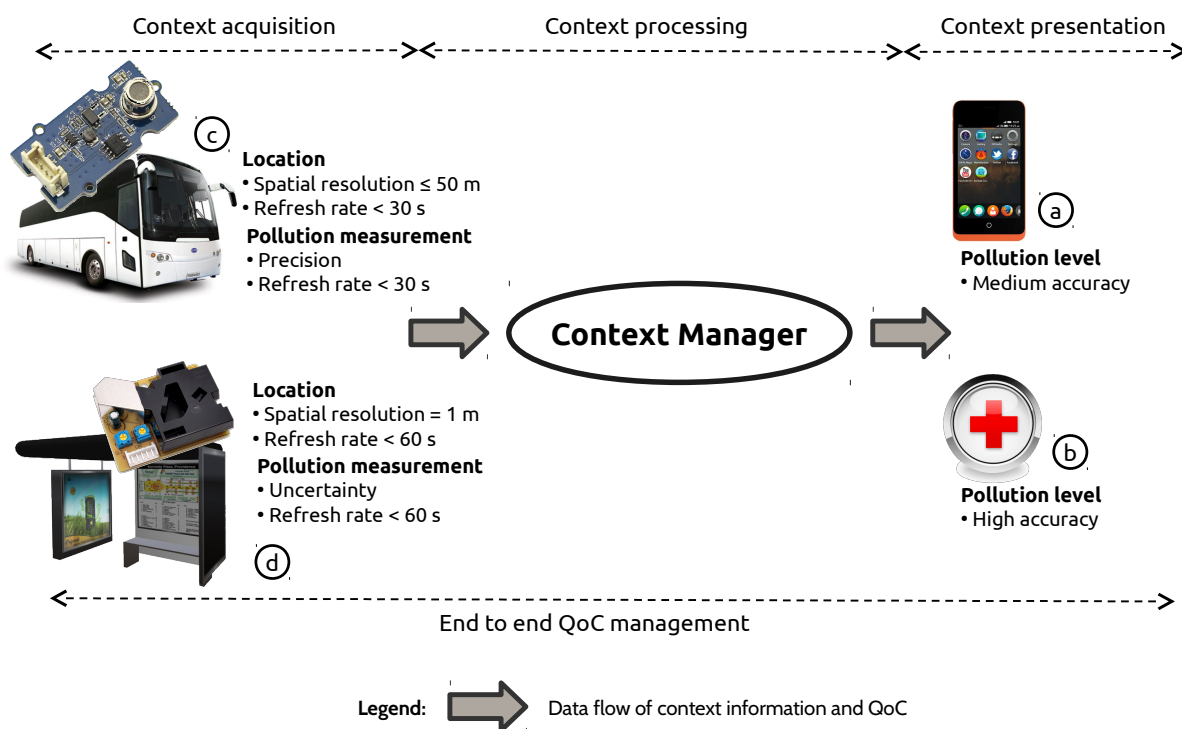 Context acquisition
Context processing
Context presentation
c
Location
• Spatial resolution ≤ 50 m
• Refresh rate < 30 s
Pollution measurement
• Precision
• Refresh rate < 30 s
a
Pollution level
• Medium accuracy
Context Manager
Location
• Spatial resolution = 1 m
• Refresh rate < 60 s
Pollution measurement
• Uncertainty
• Refresh rate < 60 s
d
b
Pollution level
• High accuracy
End to end QoC management
Legend:
Data flow of context information and QoC